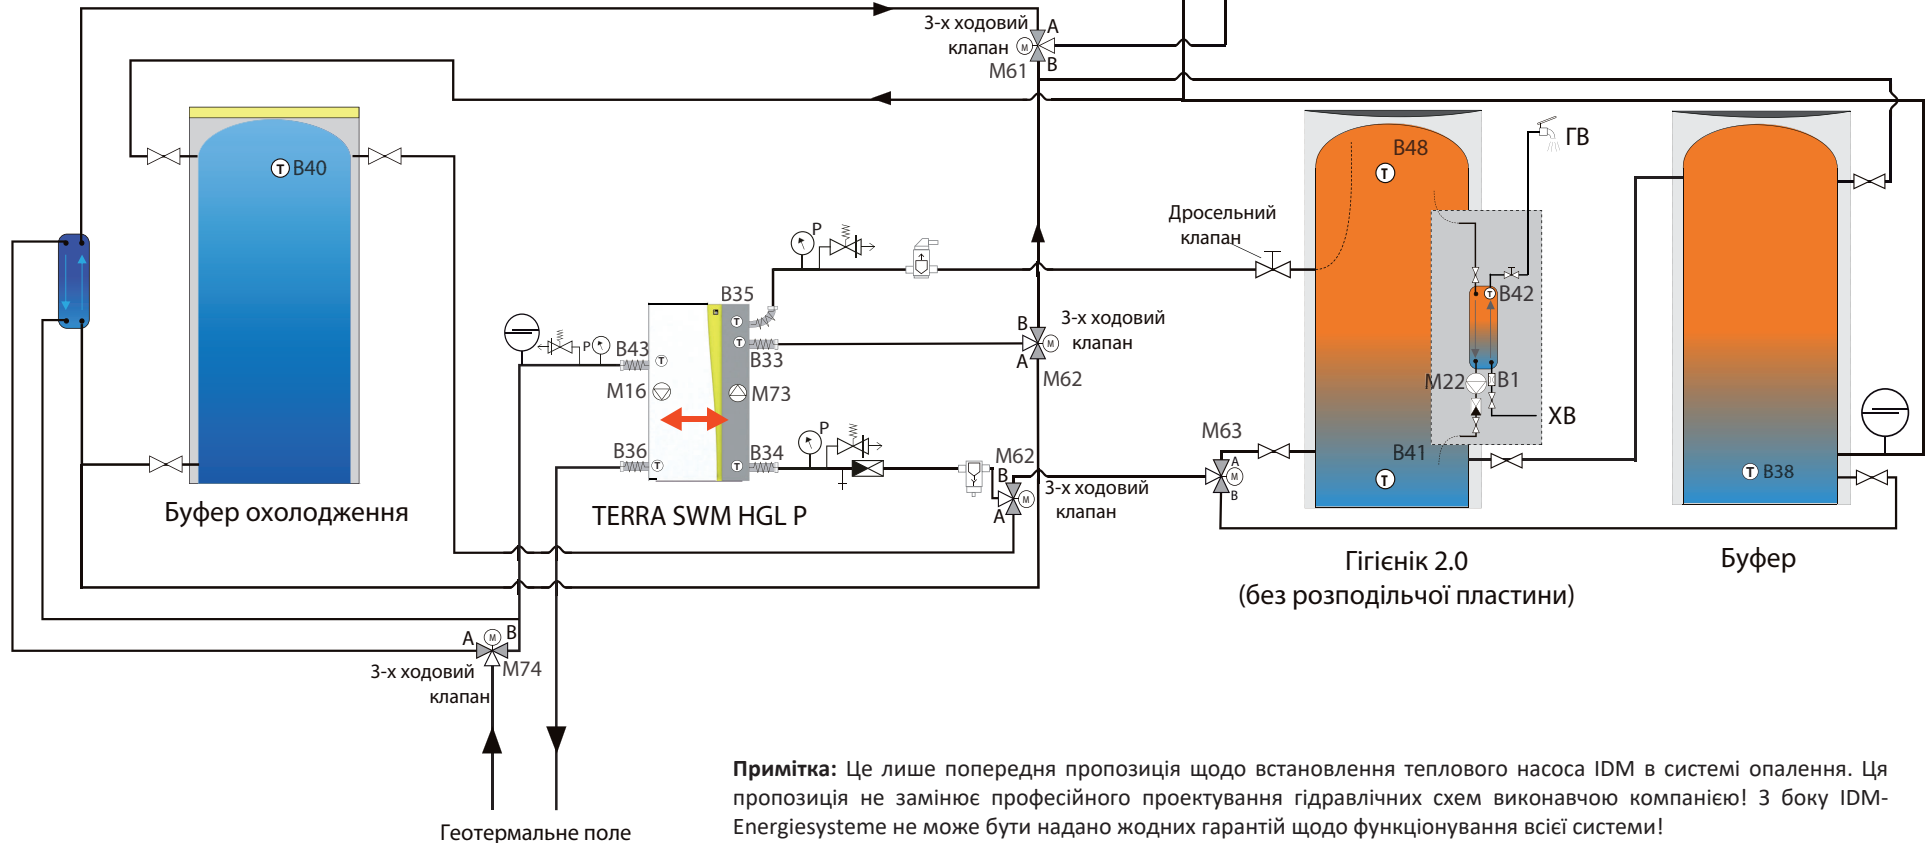 3-х ходовий
клапан
A
B
M
M61
B40
B48
ГВ
Дросельний
клапан
P
B35
B42
3-х ходовий
клапан
B
A
M
M62
B33
P
B43
M16
M73
M22
B1
ХВ
P
B36
B34
M62
B
A
M
3-х ходовий
клапан
M63
A
B
M
B41
B38
T
Буфер охолодження
TERRA SWM HGL P
Гігієнік 2.0
(без розподільчої пластини)
Буфер
A
M
B
M74
3-х ходовий
клапан
Геотермальне поле
Примітка: Це лише попередня пропозиція щодо встановлення теплового насоса IDM в системі опалення. Ця
пропозиція не замінює професійного проектування гідравлічних схем виконавчою компанією! З боку IDM-
Energiesysteme не може бути надано жодних гарантій щодо функціонування всієї системи!